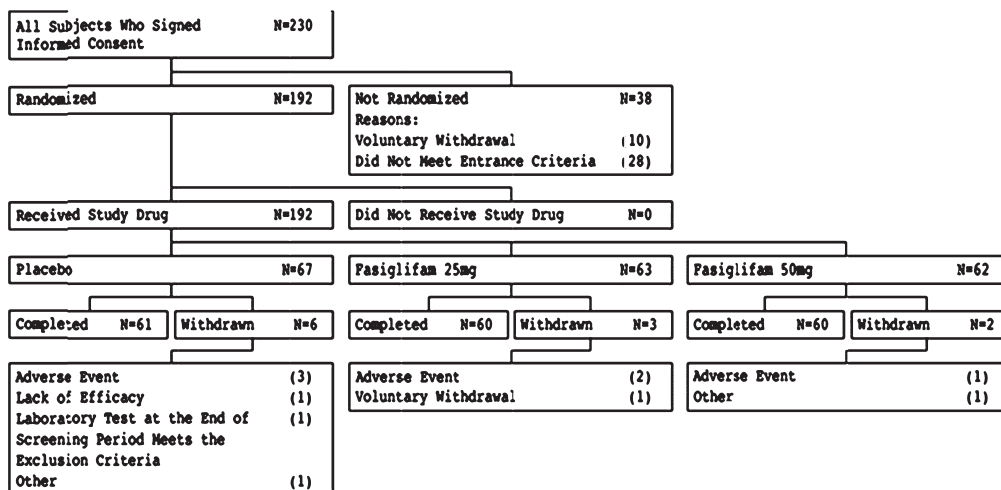 All Subjects Who Signed N=230
Informed Consent
Randomized N=192
Not Randomized N=38
Reasons:
Voluntary Withdrawal (10)
Did Not Meet Entrance Criteria (28)
Received Study Drug N=192
Did Not Receive Study Drug N=0
Placebo N=67
Fasiglifam 25mg N=63
Fasiglifam 50mg N=62
Completed N=61
Withdrawn N=6
Completed N=60
Withdrawn N=3
Completed N=60
Withdrawn N=2
Adverse Event (3)
Lack of Efficacy (1)
Laboratory Test at the End of (1)
Screening Period Meets the
Exclusion Criteria
Other (1)
Adverse Event (2)
Voluntary Withdrawal (1)
Adverse Event (1)
Other (1)